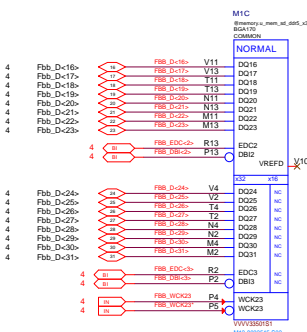 M1C
BGA170
COMMON
NORMAL
4 Fbb_D<16> 16 FBB_D<16> V11 DQ16
4 Fbb_D<17> 17 FBB_D<17> V13 DQ17
4 Fbb_D<18> 18 FBB_D<18> T11 DQ18
4 Fbb_D<19> 19 FBB_D<19> T13 DQ19
4 Fbb_D<20> 20 FBB_D<20> N11 DQ20
4 Fbb_D<21> 21 FBB_D<21> N13 DQ21
4 Fbb_D<22> 22 FBB_D<22> M11 DQ22
4 Fbb_D<23> 23 FBB_D<23> M13 DQ23
4 BI FBB_EDC<2> R13 EDC2
4 BI FBB_DBI<2> P13 DBI2
VREFD V10
x32 x16
4 Fbb_D<24> 24 FBB_D<24> V4 DQ24 NC
4 Fbb_D<25> 25 FBB_D<25> V2 DQ25 NC
4 Fbb_D<26> 26 FBB_D<26> T4 DQ26 NC
4 Fbb_D<27> 27 FBB_D<27> T2 DQ27 NC
4 Fbb_D<28> 28 FBB_D<28> N4 DQ28 NC
4 Fbb_D<29> 29 FBB_D<29> N2 DQ29 NC
4 Fbb_D<30> 30 FBB_D<30> M4 DQ30 NC
4 Fbb_D<31> 31 FBB_D<31> M2 DQ31 NC
4 BI FBB_EDC<3> R2 EDC3 NC
4 BI FBB_DBI<3> P2 DBI3 NC
4 IN FBB_WCK23 P4 WCK23
4 IN FBB_WCK23* P5 WCK23